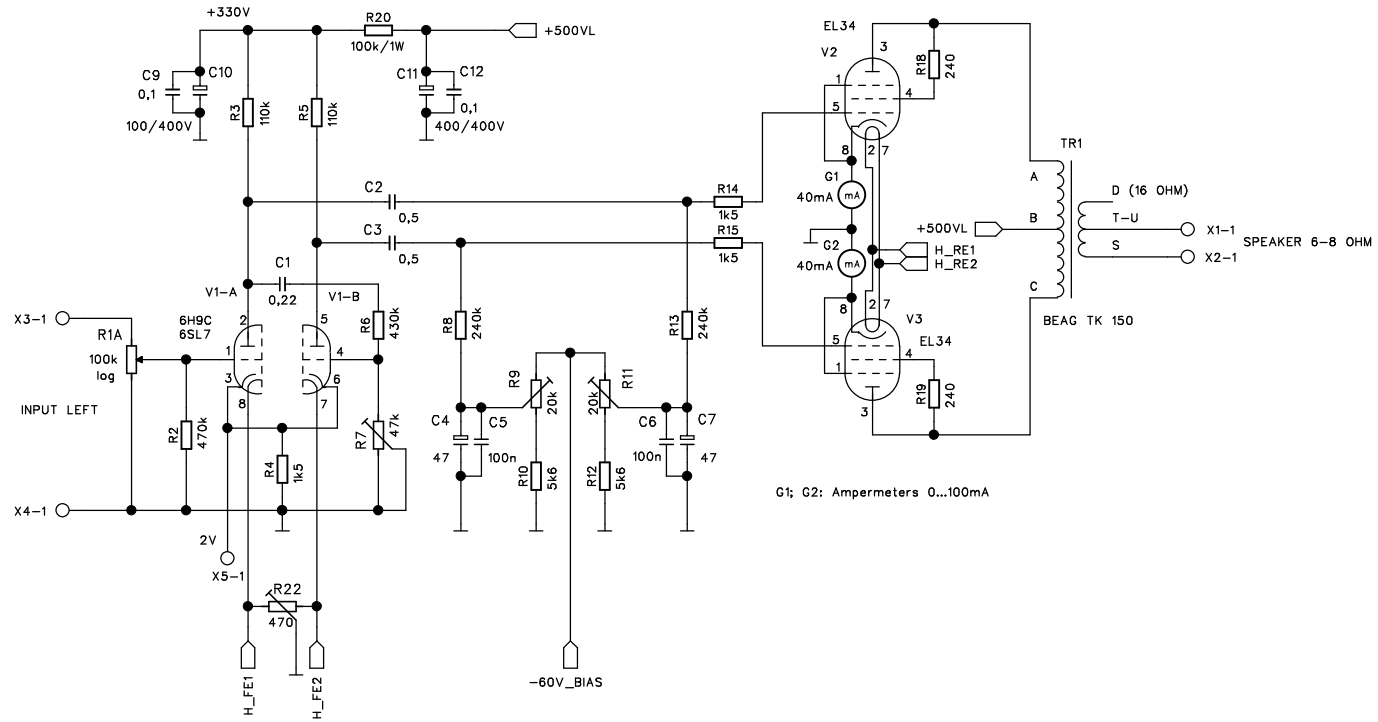 +330V
R20
100k/1W
+500VL
C9
0,1
C10
100/400V
R3
110k
R5
110k
C11
C12
0,1
400/400V
EL34
V2
3
1
5
4
8
2
7
R18
240
C2
0,5
C3
0,5
R14
1k5
R15
1k5
G1
40mA
mA
G2
40mA
mA
+500VL
H_RE1
H_RE2
TR1
A
B
C
D (16 OHM)
T-U
S
X1-1
X2-1
SPEAKER 6-8 OHM
BEAG TK 150
8
2
7
V3
EL34
5
1
4
3
R19
240
C1
0,22
V1-A
V1-B
6H9C
6SL7
2
1
3
8
5
4
6
7
X3-1
R1A
100k
log
INPUT LEFT
X4-1
R2
470k
R4
1k5
R6
430k
R7
47k
R8
240k
R13
240k
R9
20k
R11
20k
C4
47
C5
100n
C6
100n
C7
47
R10
5k6
R12
5k6
G1; G2: Ampermeters 0...100mA
2V
X5-1
R22
470
H_FE1
H_FE2
-60V_BIAS